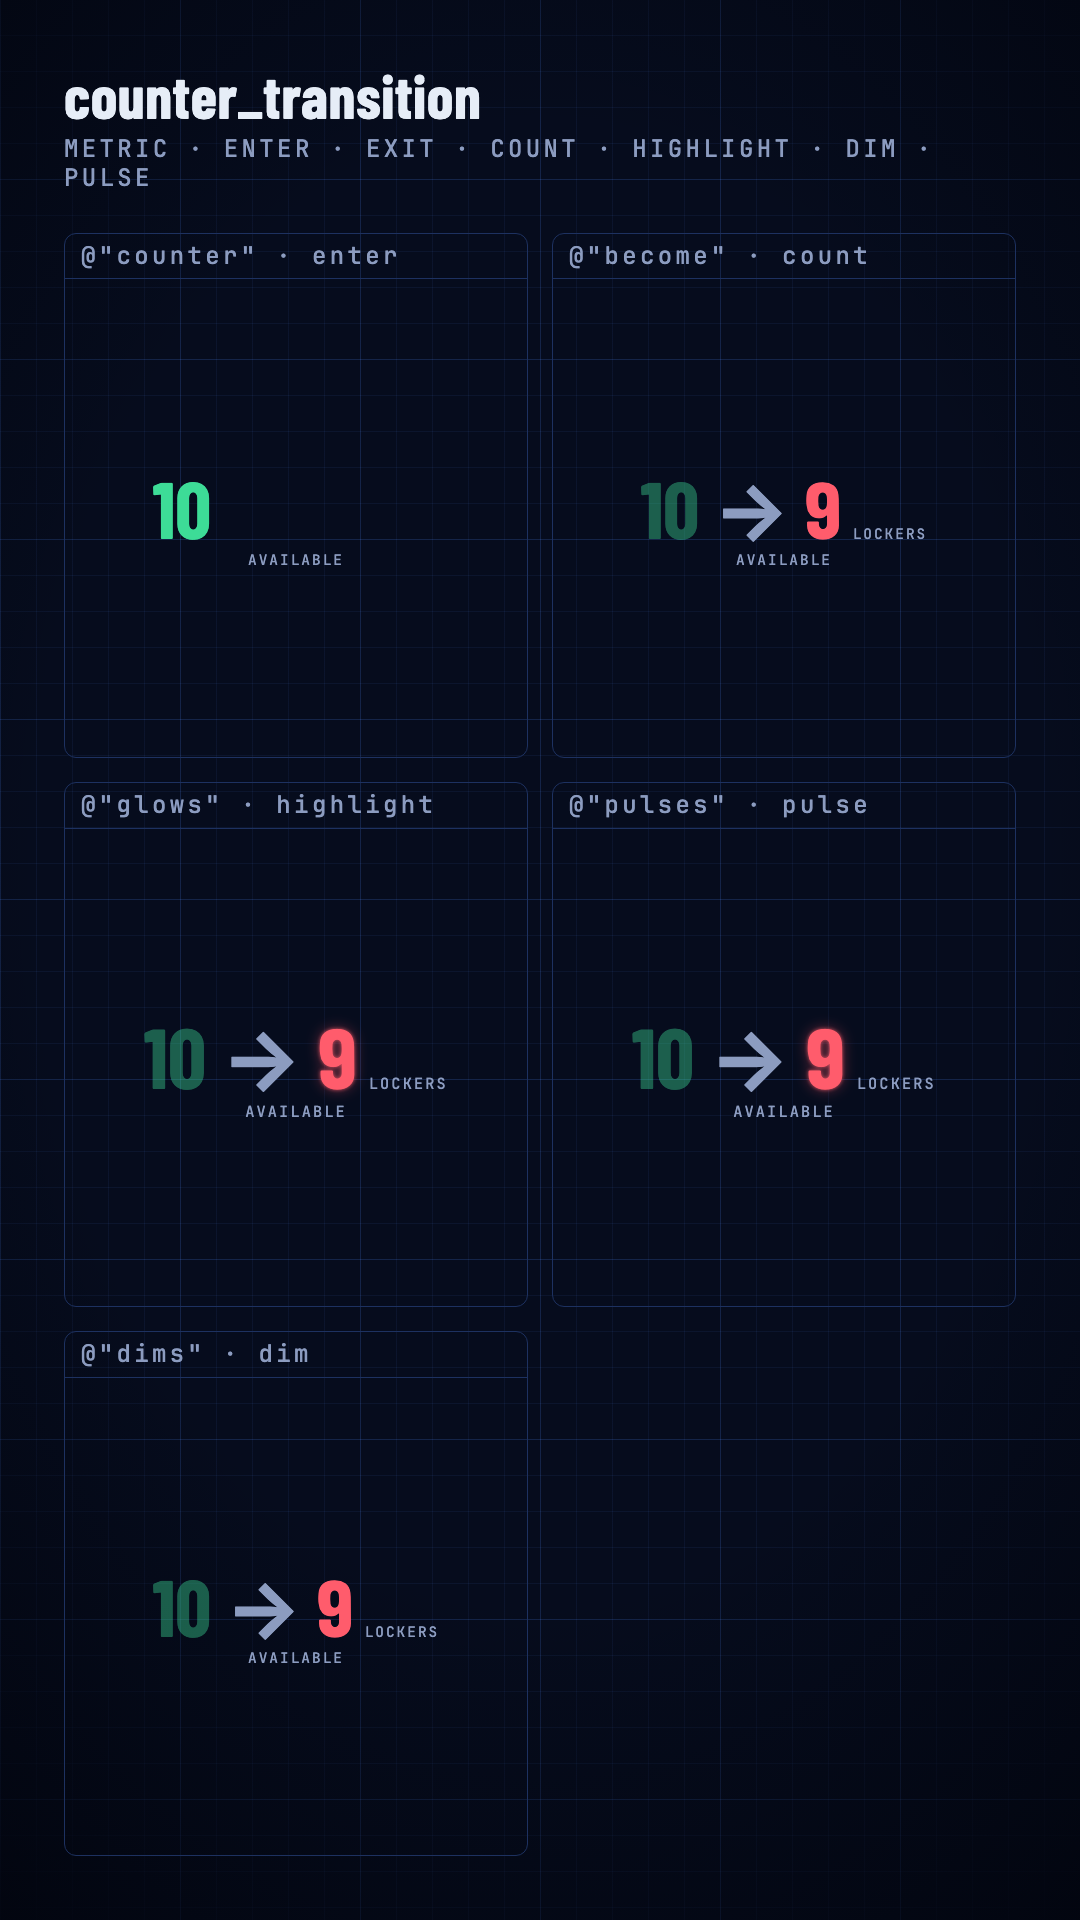 counter_transition
METRIC · ENTER · EXIT · COUNT · HIGHLIGHT · DIM ·
PULSE
@"counter" · enter
10
AVAILABLE
@"become" · count
10 → 9 LOCKERS
AVAILABLE
@"glows" · highlight
10 → 9 LOCKERS
AVAILABLE
@"pulses" · pulse
10 → 9 LOCKERS
AVAILABLE
@"dims" · dim
10 → 9 LOCKERS
AVAILABLE